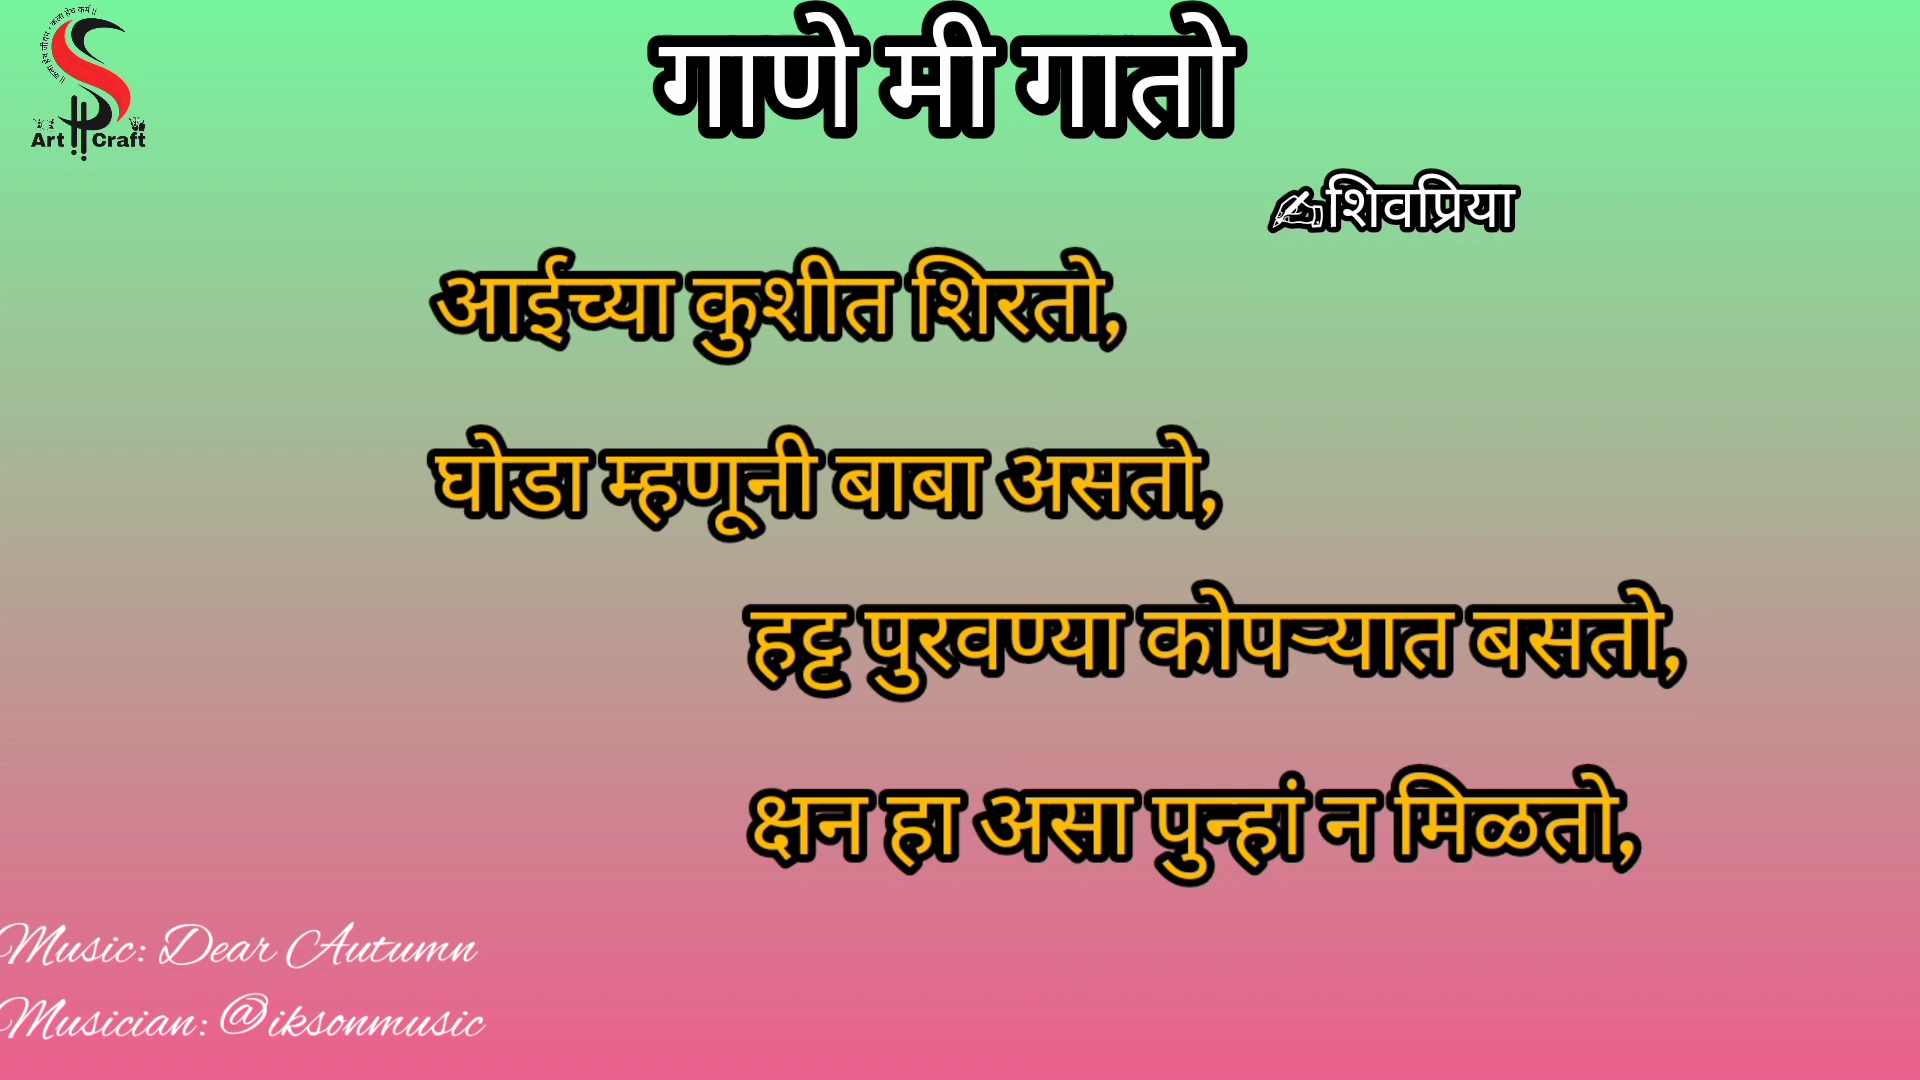 गाणे मी गातो
✍शिवप्रिया
आईच्या कुशीत शिरतो,
घोडा म्हणूनी बाबा असतो,
हट्ट पुरवण्या कोपऱ्यात बसतो,
क्षन हा असा पुन्हां न मिळतो,
Art Craft
Music: Dear Autumn
Musician: @iksonmusic